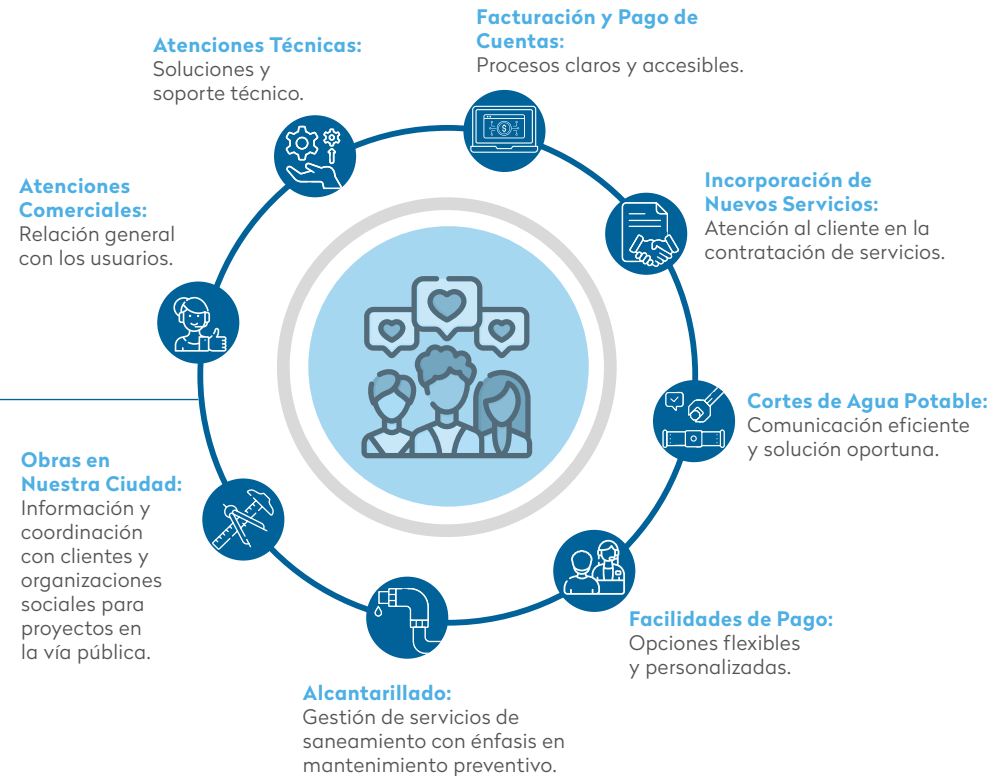 Facturación y Pago de
Cuentas:
Procesos claros y accesibles.
Atenciones Técnicas:
Soluciones y
soporte técnico.
Incorporación de
Nuevos Servicios:
Atención al cliente en la
contratación de servicios.
Atenciones
Comerciales:
Relación general
con los usuarios.
Cortes de Agua Potable:
Comunicación eficiente
y solución oportuna.
Obras en
Nuestra Ciudad:
Información y
coordinación
con clientes y
organizaciones
sociales para
proyectos en
la vía pública.
Facilidades de Pago:
Opciones flexibles
y personalizadas.
Alcantarillado:
Gestión de servicios de
saneamiento con énfasis en
mantenimiento preventivo.